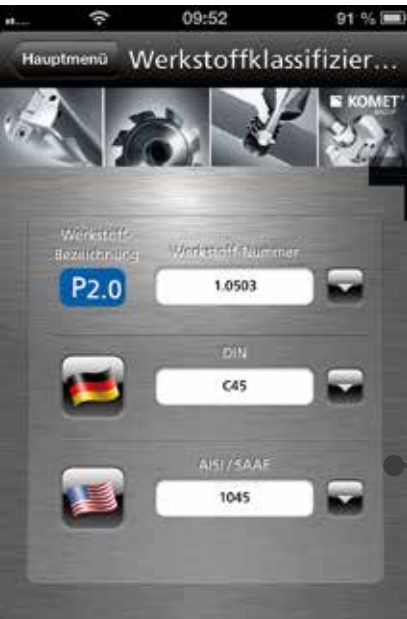 09:52
91 %
Hauptmenü
Werkstoffklassifizier...
KOMET
GROUP
Werkstoff-
Bezeichnung
Werkstoff Nummer
P2.0
1.0503
DIN
C45
AISI/SAAE
1045